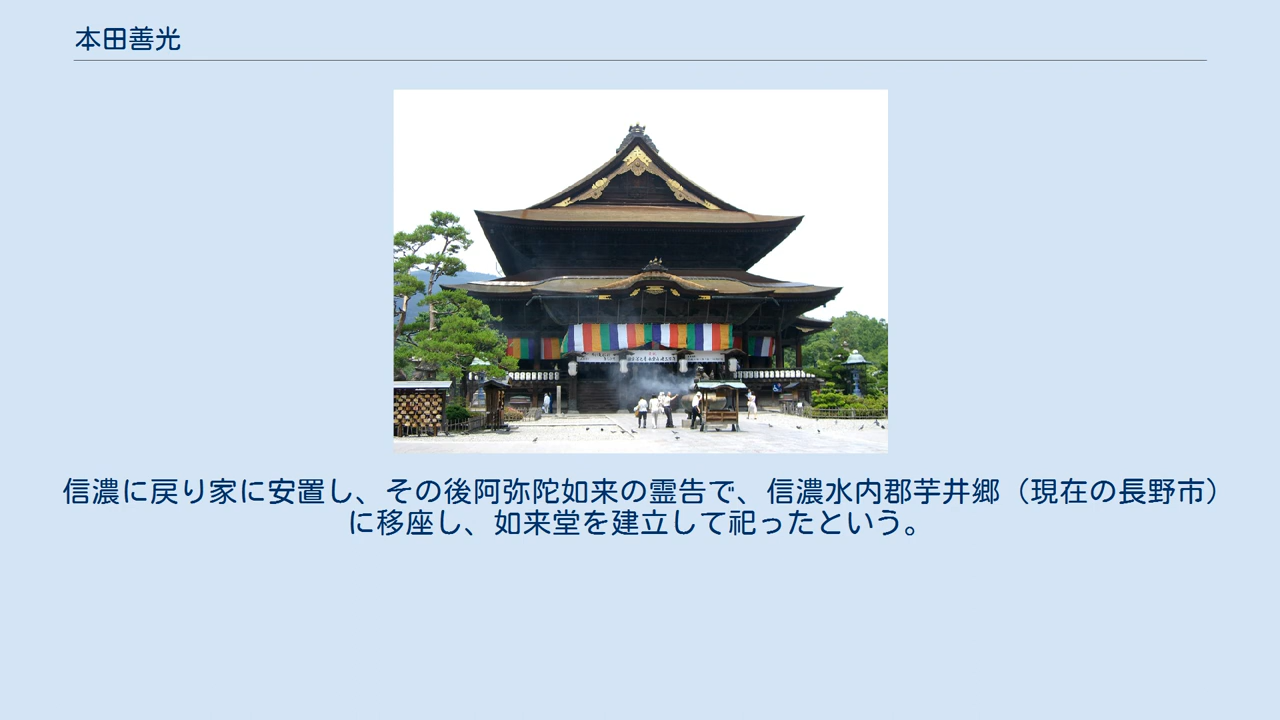 本田善光
信濃に戻り家に安置し、その後阿弥陀如来の霊告で、信濃水内郡芋井郷（現在の長野市）
に移座し、如来堂を建立して祀ったという。